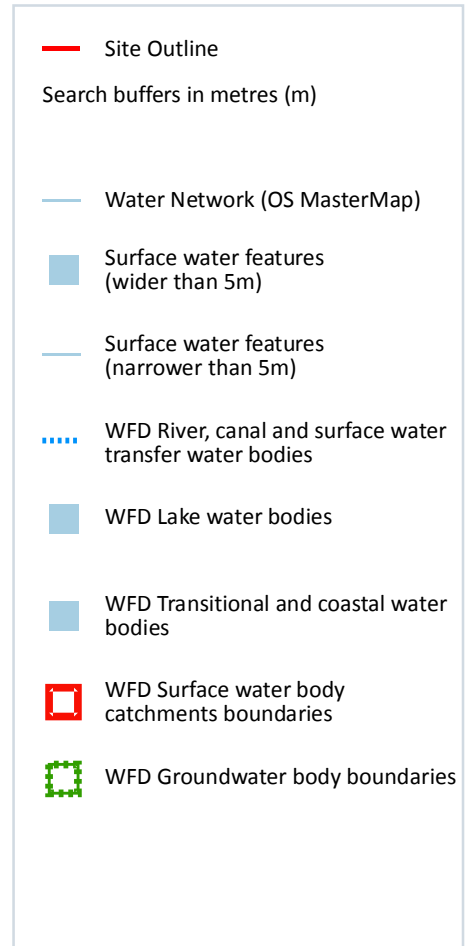 Site Outline
Search buffers in metres (m)
Water Network (OS MasterMap)
Surface water features
(wider than 5m)
Surface water features
(narrower than 5m)
WFD River, canal and surface water
transfer water bodies
WFD Lake water bodies
WFD Transitional and coastal water
bodies
WFD Surface water body
catchments boundaries
WFD Groundwater body boundaries